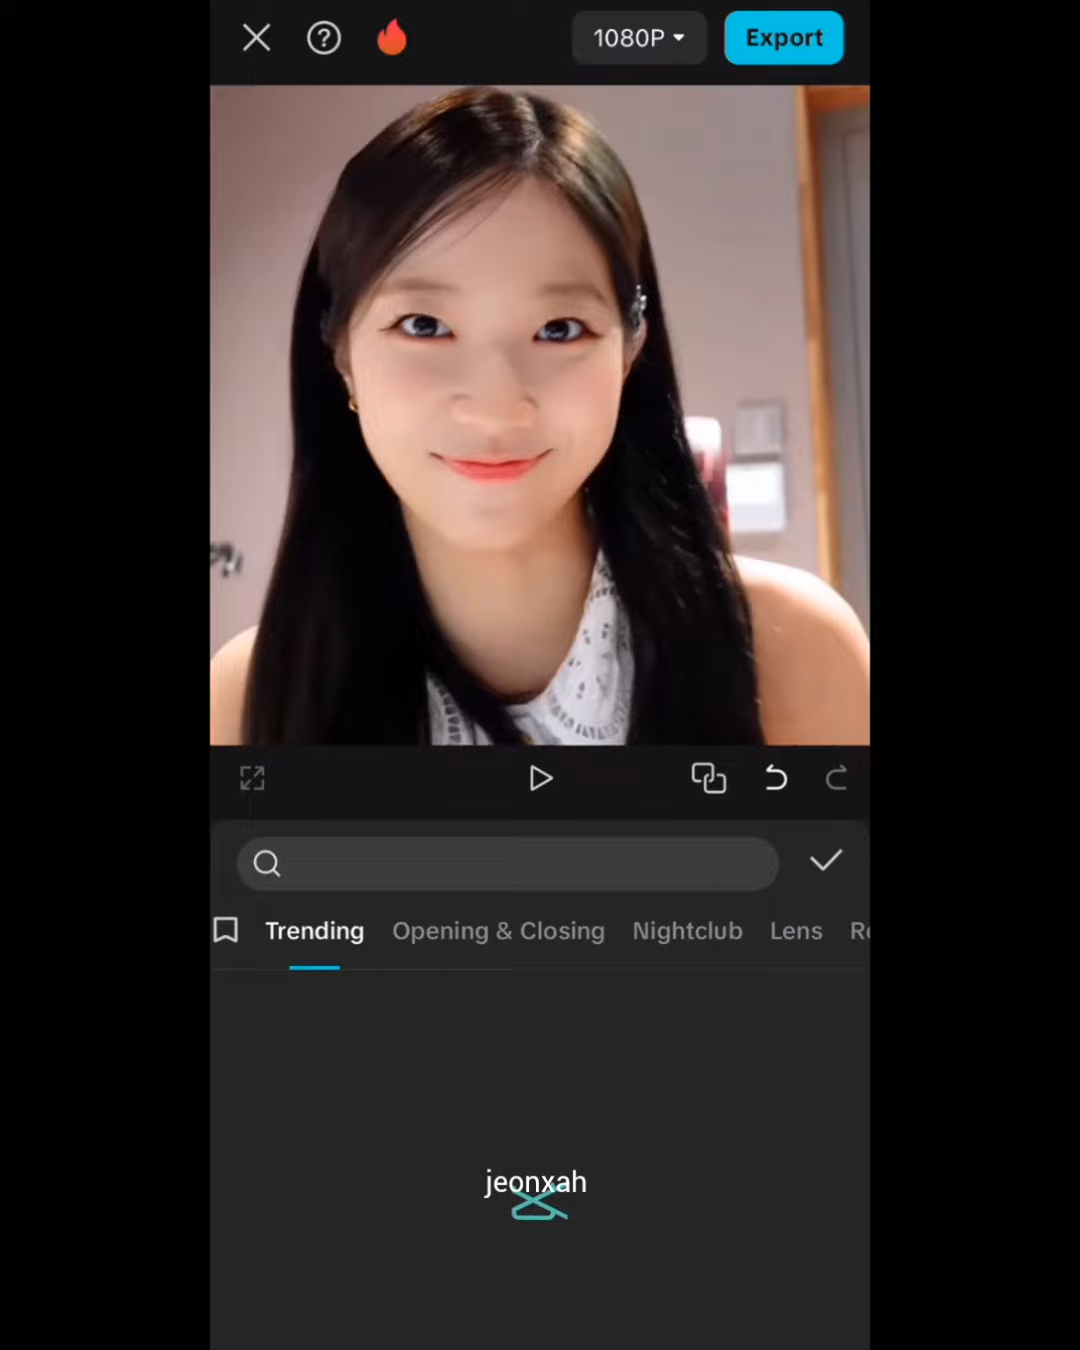 1080P
Export
Trending
Opening & Closing
Nightclub
Lens
jeonxah